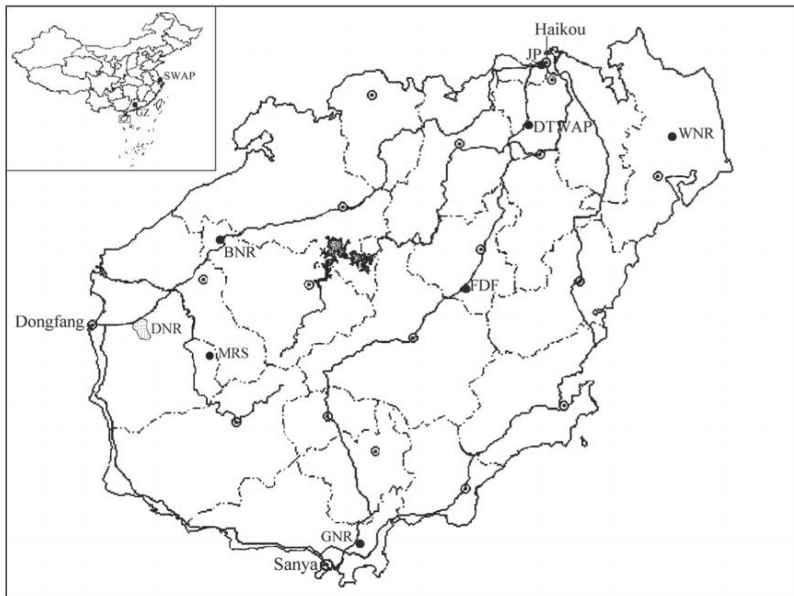 Haikou
JP
SWAP
GZ
DTWAP
WNR
BNR
FDF
Dongfang
DNR
MRS
GNR
Sanya